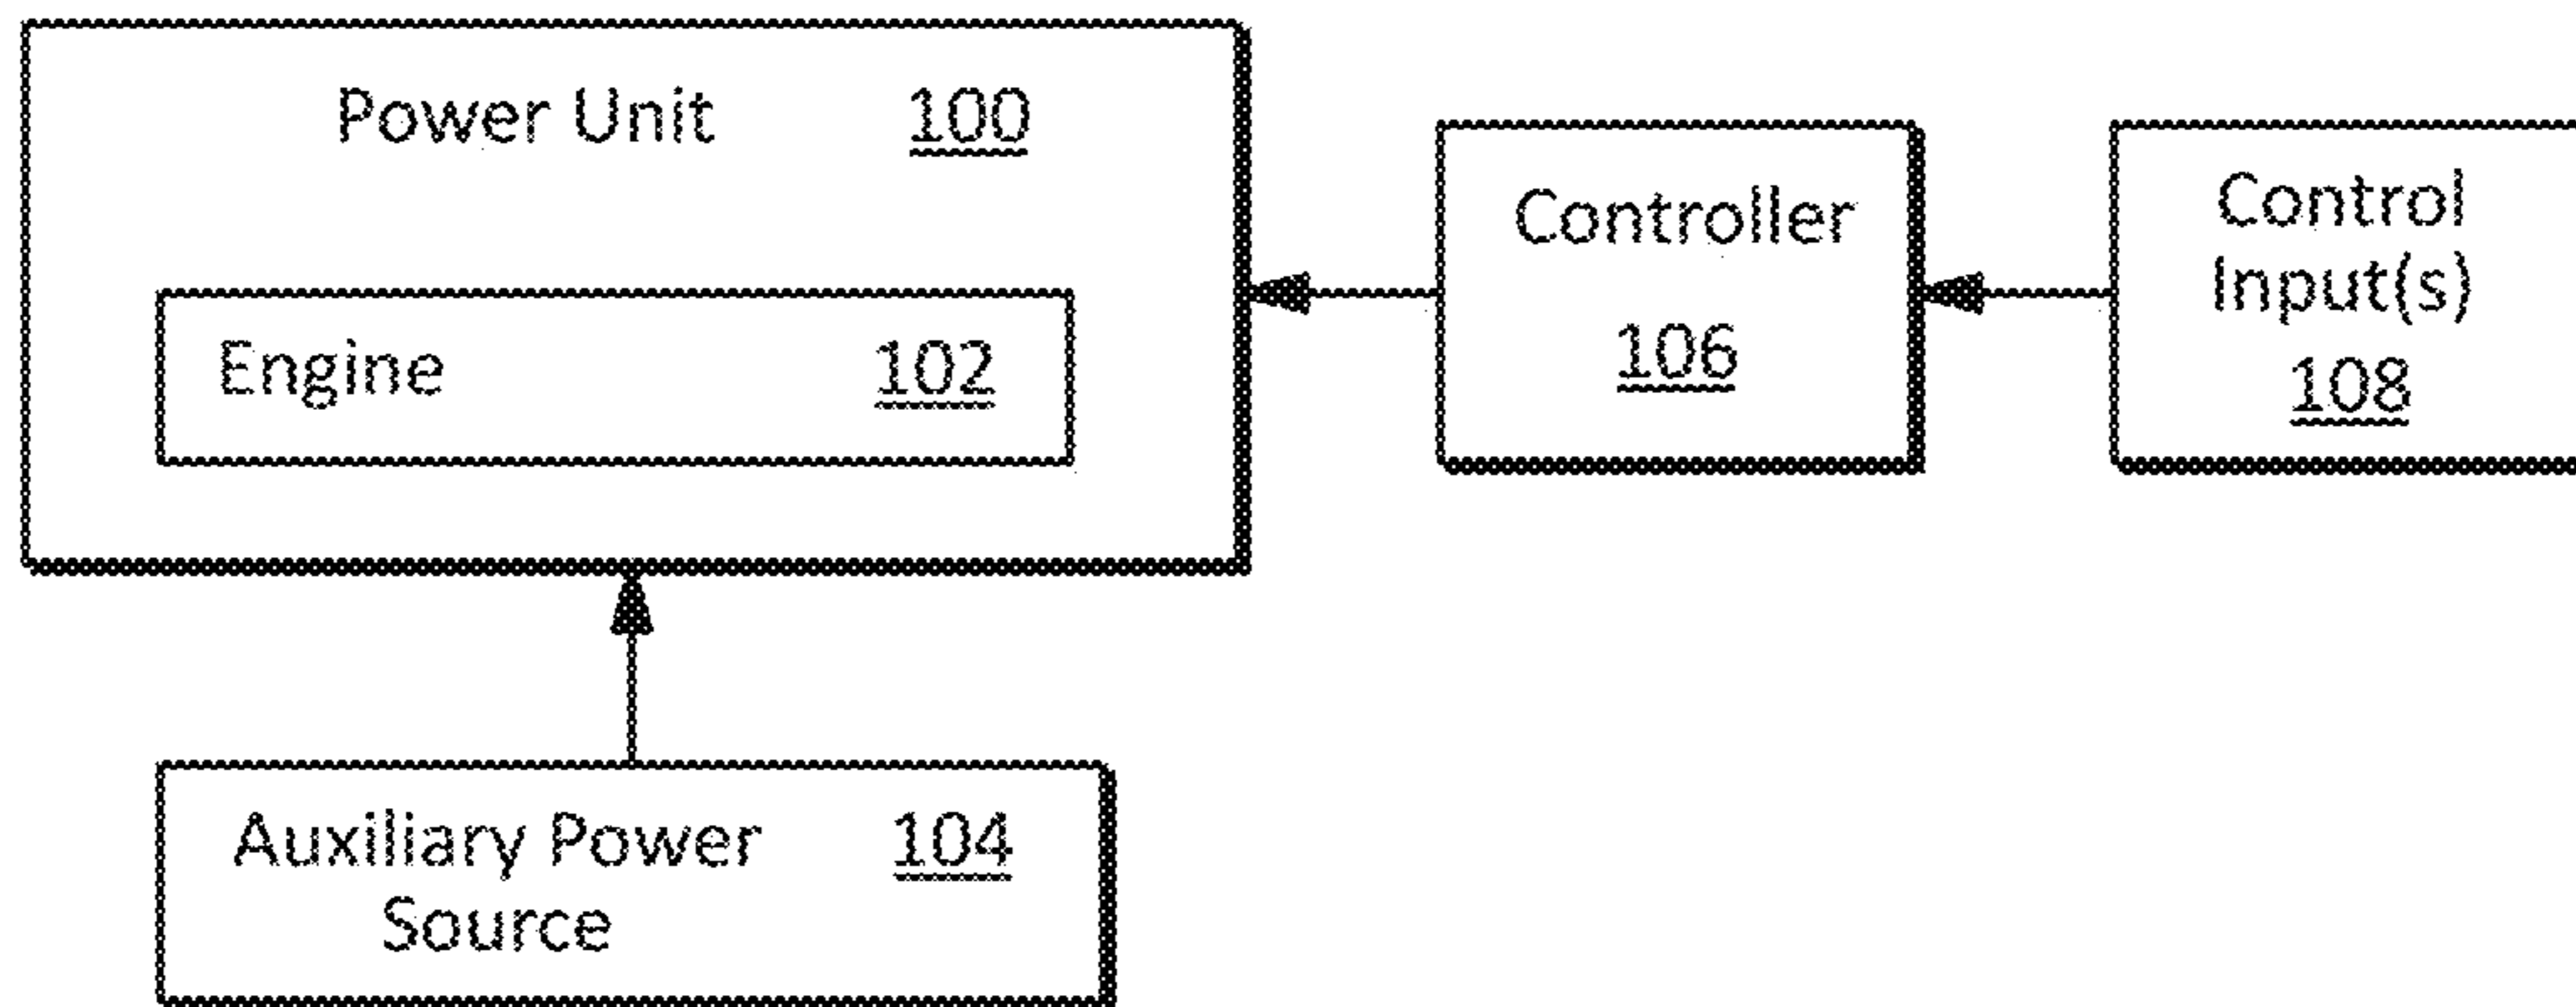 Power Unit 100
Engine 102
Controller
106
Control
Input(s)
108
Auxiliary Power 104
Source